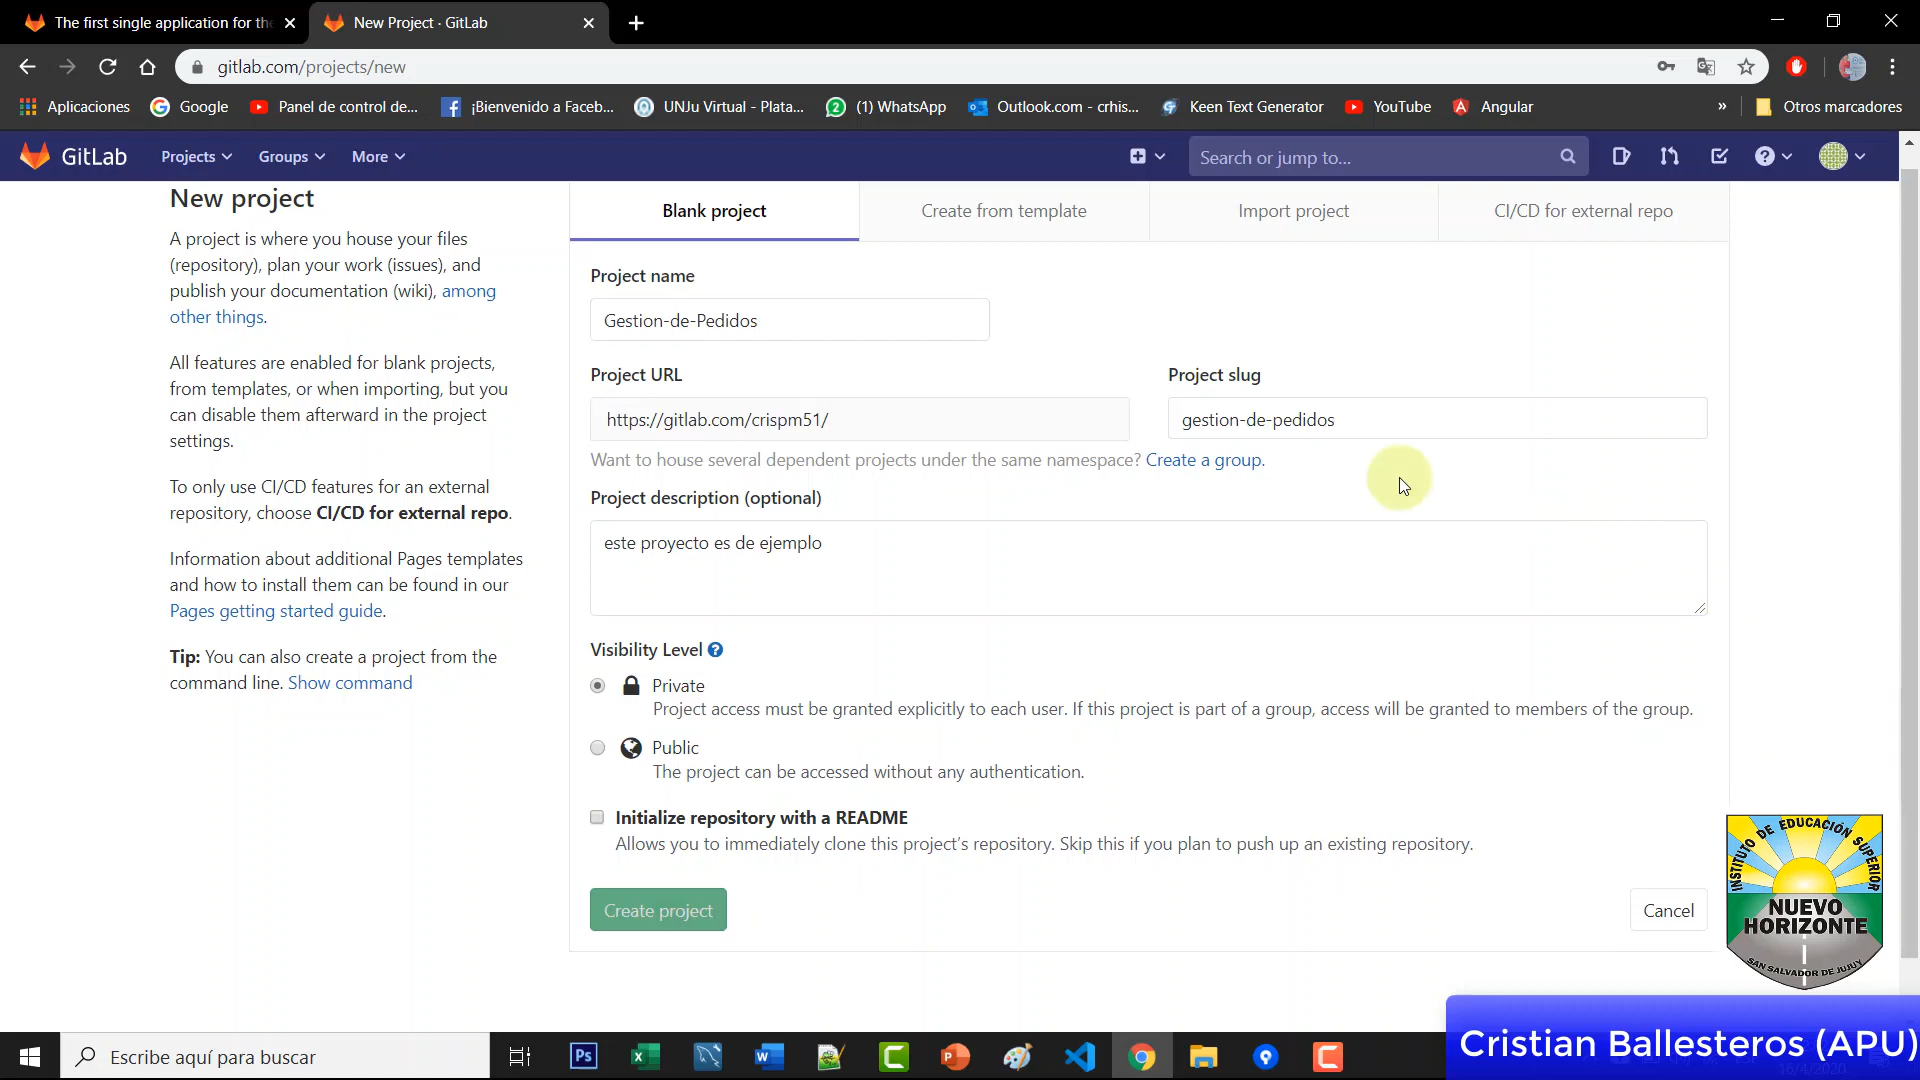 The first single application for the
New Project · GitLab
gitlab.com/projects/new
Aplicaciones
Google
Panel de control de...
¡Bienvenido a Faceb...
UNJu Virtual - Plata...
(1) WhatsApp
Outlook.com - crhis...
Keen Text Generator
YouTube
Angular
»
Otros marcadores
GitLab
Projects
Groups
More
Search or jump to...
New project
A project is where you house your files
(repository), plan your work (issues), and
publish your documentation (wiki), among
other things.
All features are enabled for blank projects,
from templates, or when importing, but you
can disable them afterward in the project
settings.
To only use CI/CD features for an external
repository, choose CI/CD for external repo.
Information about additional Pages templates
and how to install them can be found in our
Pages getting started guide.
Tip: You can also create a project from the
command line. Show command
Blank project
Create from template
Import project
CI/CD for external repo
Project name
Gestion-de-Pedidos
Project URL
Project slug
https://gitlab.com/crispm51/
gestion-de-pedidos
Want to house several dependent projects under the same namespace? Create a group.
Project description (optional)
este proyecto es de ejemplo
Visibility Level
Private
Project access must be granted explicitly to each user. If this project is part of a group, access will be granted to members of the group.
Public
The project can be accessed without any authentication.
Initialize repository with a README
Allows you to immediately clone this project's repository. Skip this if you plan to push up an existing repository.
Create project
Cancel
INSTITUTO DE EDUCACIÓN SUPERIOR
NUEVO
HORIZONTE
SAN SALVADOR DE JUJUY
Cristian Ballesteros (APU)
Escribe aquí para buscar
16/4/2020